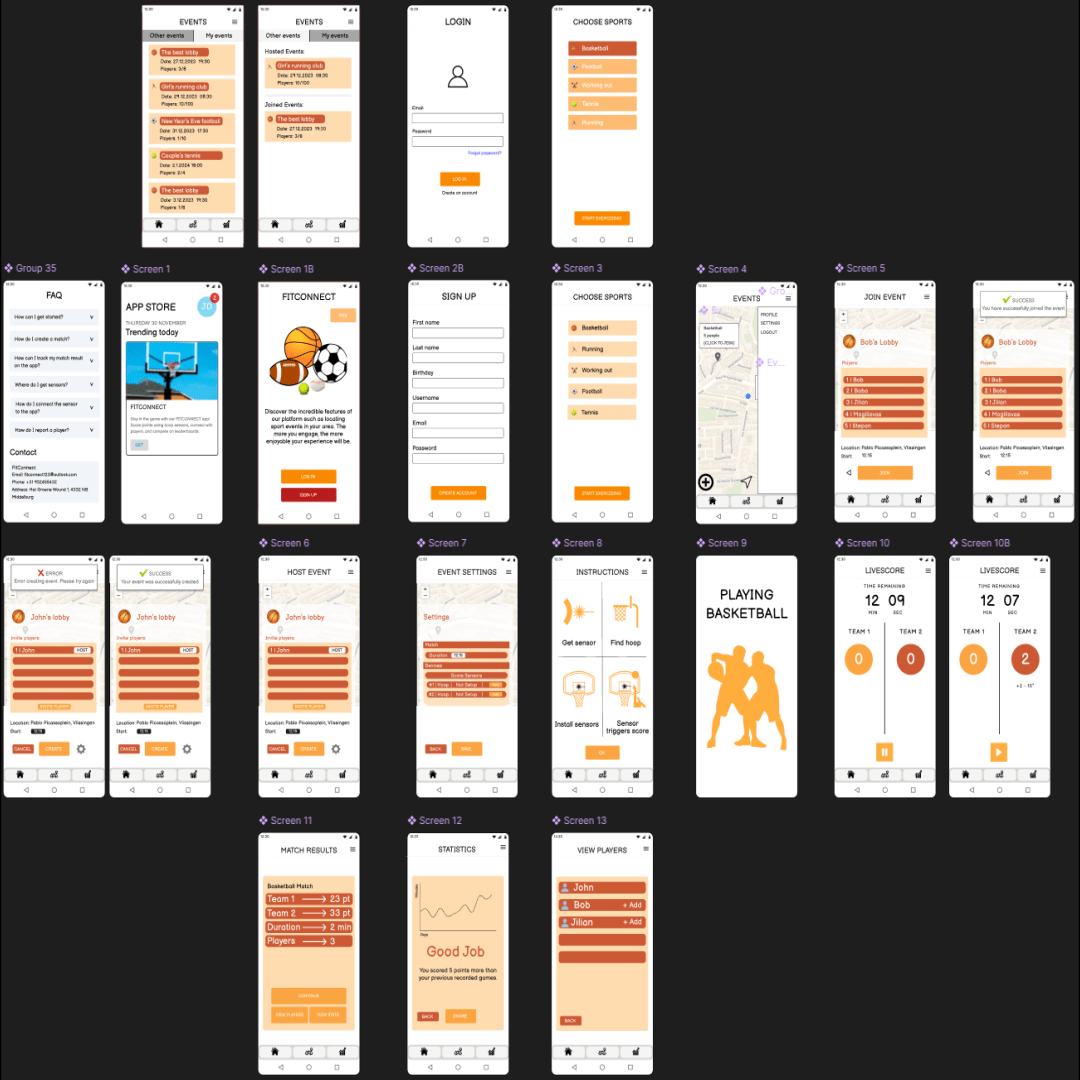 EVENTS
Other events
My events
The best lobby
Date: 27.12.2023 19:30
Players: 3/6
Girl's running club
Date: 29.12.2023 08:30
Players: 10/100
New Year's Eve football
Date: 31.12.2023 17:30
Players: 1/10
Couple's tennis
Date: 2.1.2024 18:05
Players: 2/4
The best lobby
Date: 3.12.2023 19:30
Players: 1/6
EVENTS
Other events
My events
Hosted Events:
Girl's running club
Date: 29.12.2023 08:30
Players: 10/100
Joined Events:
The best lobby
Date: 27.12.2023 19:30
Players: 3/6
LOGIN
Email
Password
Forgot password?
LOG IN
Create an account
CHOOSE SPORTS
Basketball
Football
Working out
Tennis
Running
START EXERCISING
Group 35
FAQ
How can I get started?
How do I create a match?
How can I track my match result
on the app?
Where do I get sensors?
How do I connect the sensor
to the app?
How do I report a player?
Contact
FitConnect
Middelburg
Screen 1
APP STORE
JD
2
THURSTDAY 30 NOVEMBER
Trending today
FITCONNECT
GET
Screen 1B
FITCONNECT
FAQ
Discover the incredible features of
our platform such as locating
sport events in your area. The
more you engage, the more
enjoyable your experience will be.
LOG IN
SIGN UP
Screen 2B
SIGN UP
First name
Last name
Birthday
Username
Email
Password
CREATE ACCOUNT
Screen 3
CHOOSE SPORTS
Basketball
Running
Working out
Football
Tennis
START EXERCISING
Screen 4
Gro...
EVENTS
PROFILE
SETTINGS
LOGOUT
Basketball
5 people
(CLICK TO JOIN)
Ev...
Screen 5
JOIN EVENT
Bob's Lobby
Players
1 | Bob
2 | Boba
3 | Jilian
4 | Magiliovas
5 | Stepan
Location: Pablo Picassoplein, Vlissingen
Start: 12:15
JOIN
SUCCESS
You have successfully joined the event
Bob's Lobby
Players
1 | Bob
2 | Boba
3 | Jilian
4 | Magiliovas
5 | Stepan
Location: Pablo Picassoplein, Vlissingen
Start: 12:15
JOIN
ERROR
Error creating event. Please try again
John's lobby
Invite players
1 | John
HOST
INVITE PLAYER
Location: Pablo Picassoplein, Vlissingen
Start:
CANCEL
CREATE
SUCCESS
Your event was successfully created
John's lobby
Invite players
1 | John
HOST
INVITE PLAYER
Location: Pablo Picassoplein, Vlissingen
Start:
CANCEL
CREATE
Screen 6
HOST EVENT
John's lobby
Invite players
1 | John
HOST
INVITE PLAYER
Location: Pablo Picassoplein, Vlissingen
Start:
CANCEL
CREATE
Screen 7
EVENT SETTINGS
Settings
Match
Duration
Devices
Score Sensors
#1 | Hoop | Not Setup
#2 | Hoop | Not Setup
BACK
SAVE
Screen 8
INSTRUCTIONS
Get sensor
Find hoop
Install sensors
Sensor
triggers score
OK
Screen 9
PLAYING
BASKETBALL
Screen 10
LIVESCORE
TIME REMAINING
12 09
MIN SEC
TEAM 1
TEAM 2
0
0
Screen 10B
LIVESCORE
TIME REMAINING
12 07
MIN SEC
TEAM 1
TEAM 2
0
2
Screen 11
MATCH RESULTS
Basketball Match
Team 1 → 23 pt
Team 2 → 33 pt
Duration → 2 min
Players → 3
CONTINUE
VIEW PLAYERS
VIEW STATS
Screen 12
STATISTICS
Minutes
Days
Good Job
You scored 5 points more than
your previous recorded games.
BACK
SHARE
Screen 13
VIEW PLAYERS
John
Bob + Add
Jilian + Add
BACK